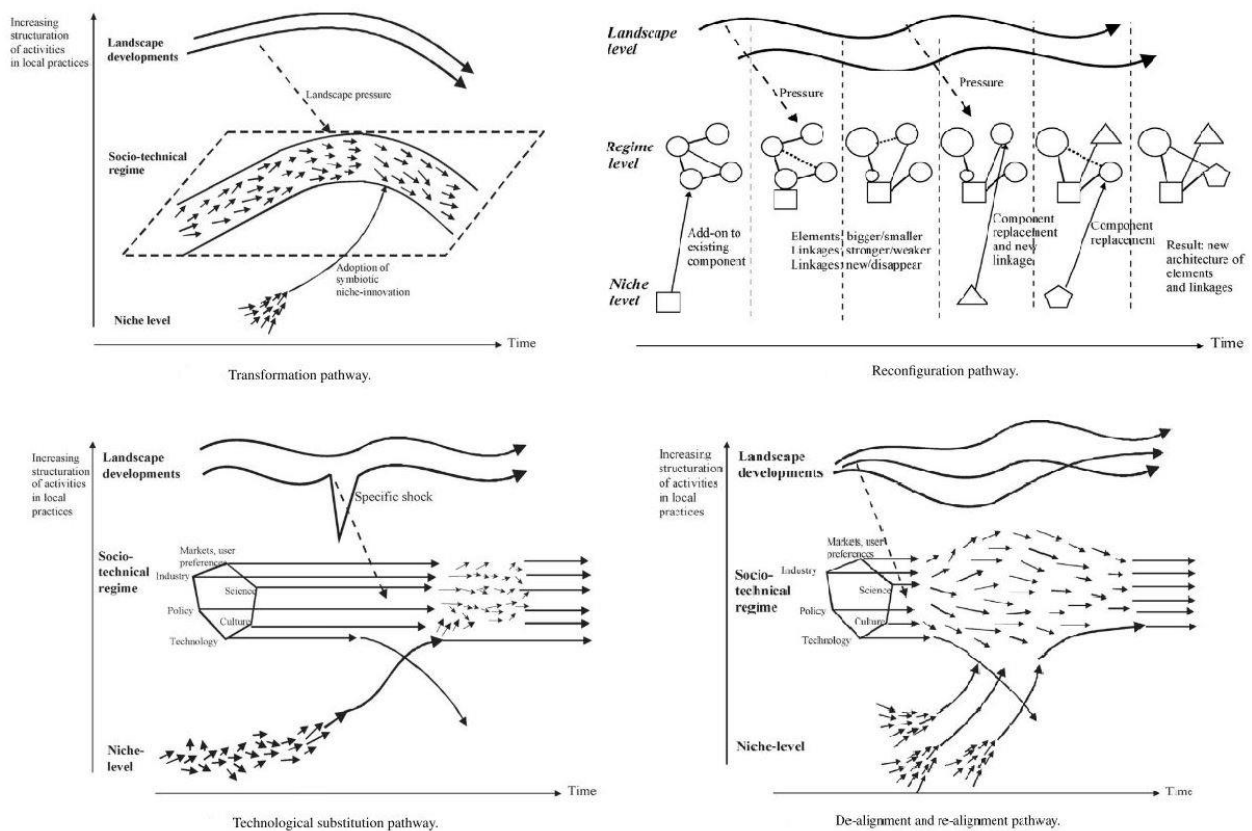 Increasing
structuration
of activities
in local practices
Landscape
developments
Landscape pressure
Socio-technical
regime
Adoption of
symbiotic
niche-innovation
Niche level
Time
Transformation pathway.
Landscape
level
Pressure
Pressure
Regime
level
Add-on to
existing
component
Elements: bigger/smaller
Linkages: stronger/weaker
Linkages: new/disappear
Component
replacement
and new
linkage
Component
replacement
Result: new
architecture of
elements
and linkages
Niche
level
Time
Reconfiguration pathway.
Increasing
structuration
of activities
in local
practices
Landscape
developments
Specific shock
Socio-
technical
regime
Markets, user
preferences
Industry
Science
Policy
Culture
Technology
Niche-
level
Time
Technological substitution pathway.
Increasing
structuration
of activities
in local
practices
Landscape
developments
Markets, user
preferences
Industry
Socio-
technical
regime
Science
Policy
Culture
Technology
Niche-level
Time
De-alignment and re-alignment pathway.